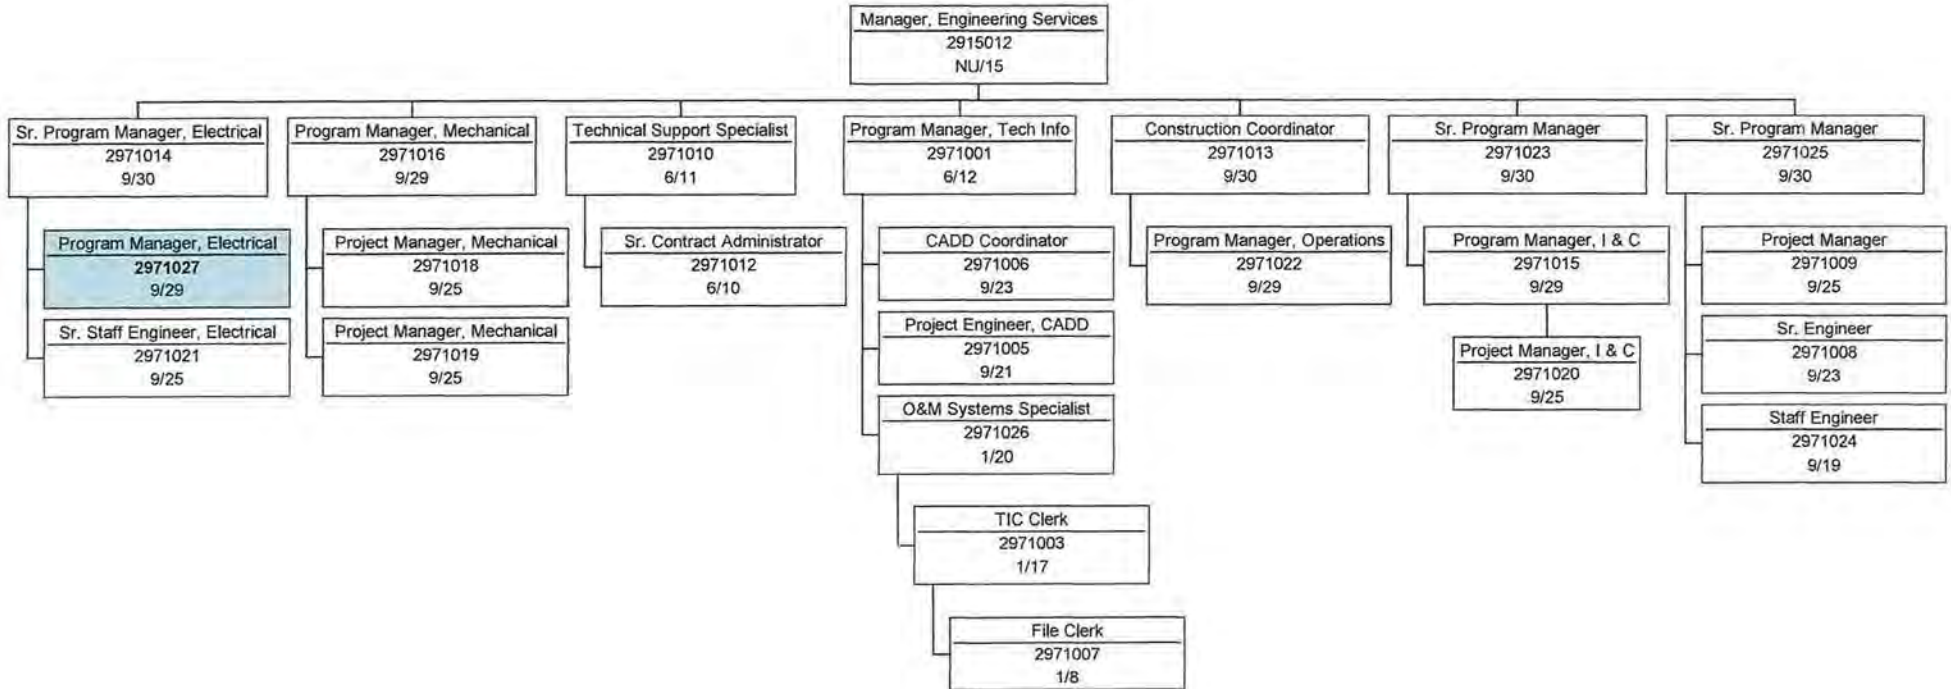 Manager, Engineering Services
2915012
NU/15
Sr. Program Manager, Electrical
2971014
9/30
Program Manager, Electrical
2971027
9/29
Sr. Staff Engineer, Electrical
2971021
9/25
Program Manager, Mechanical
2971016
9/29
Project Manager, Mechanical
2971018
9/25
Project Manager, Mechanical
2971019
9/25
Technical Support Specialist
2971010
6/11
Sr. Contract Administrator
2971012
6/10
Program Manager, Tech Info
2971001
6/12
CADD Coordinator
2971006
9/23
Project Engineer, CADD
2971005
9/21
O&M Systems Specialist
2971026
1/20
TIC Clerk
2971003
1/17
File Clerk
2971007
1/8
Construction Coordinator
2971013
9/30
Program Manager, Operations
2971022
9/29
Sr. Program Manager
2971023
9/30
Program Manager, I & C
2971015
9/29
Project Manager, I & C
2971020
9/25
Sr. Program Manager
2971025
9/30
Project Manager
2971009
9/25
Sr. Engineer
2971008
9/23
Staff Engineer
2971024
9/19